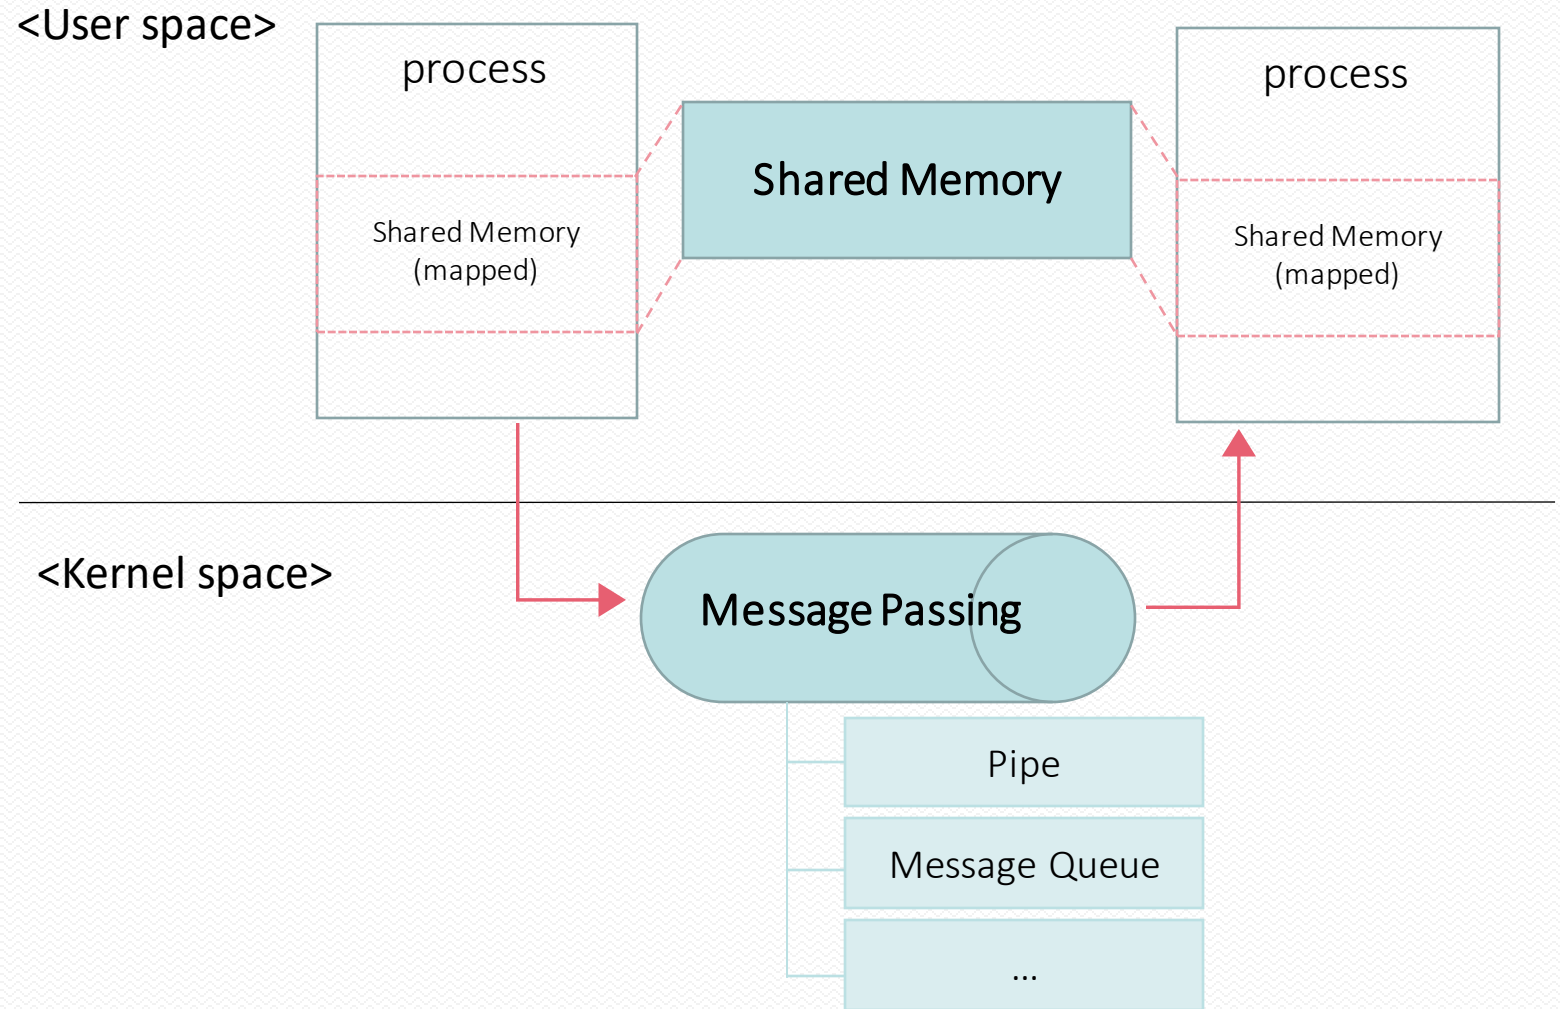 <User space>
process
process
Shared Memory
Shared Memory
(mapped)
Shared Memory
(mapped)
<Kernel space>
Message Passing
Pipe
Message Queue
...